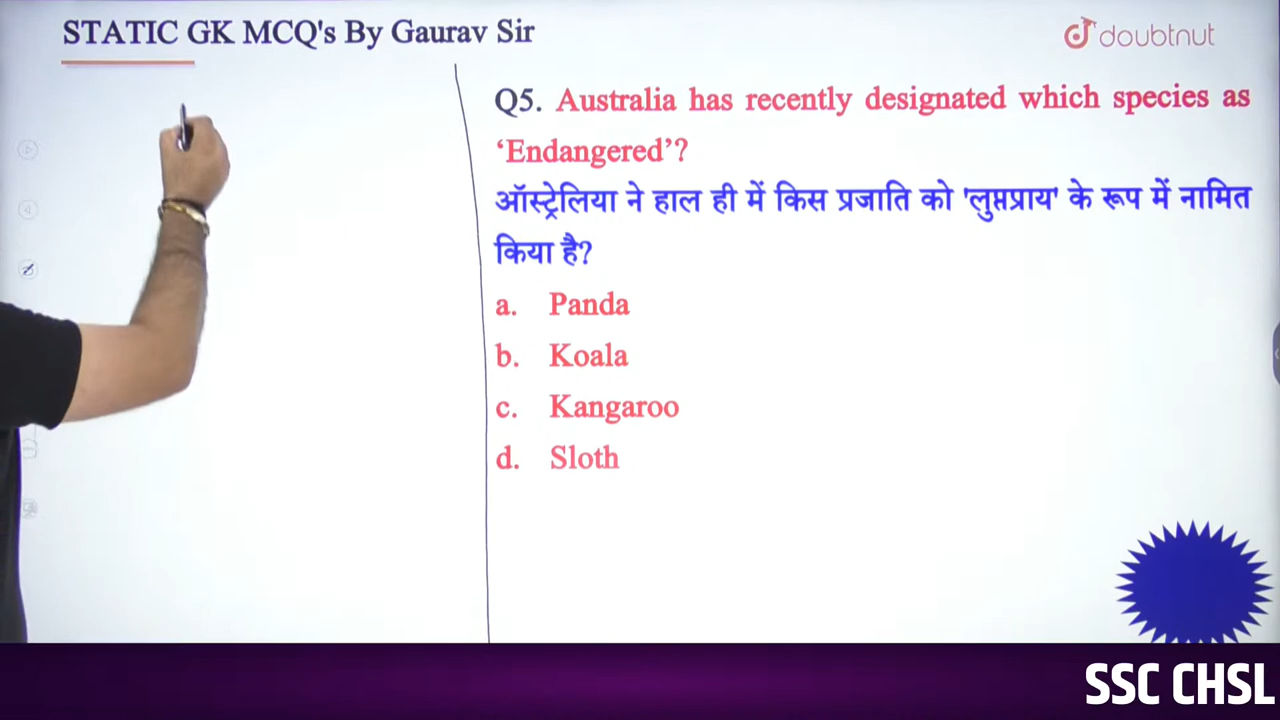 STATIC GK MCQ's By Gaurav Sir
doubtnut
Q5. Australia has recently designated which species as
‘Endangered’?
ऑस्ट्रेलिया ने हाल ही में किस प्रजाति को 'लुप्तप्राय' के रूप में नामित
किया है?
a. Panda
b. Koala
c. Kangaroo
d. Sloth
SSC CHSL